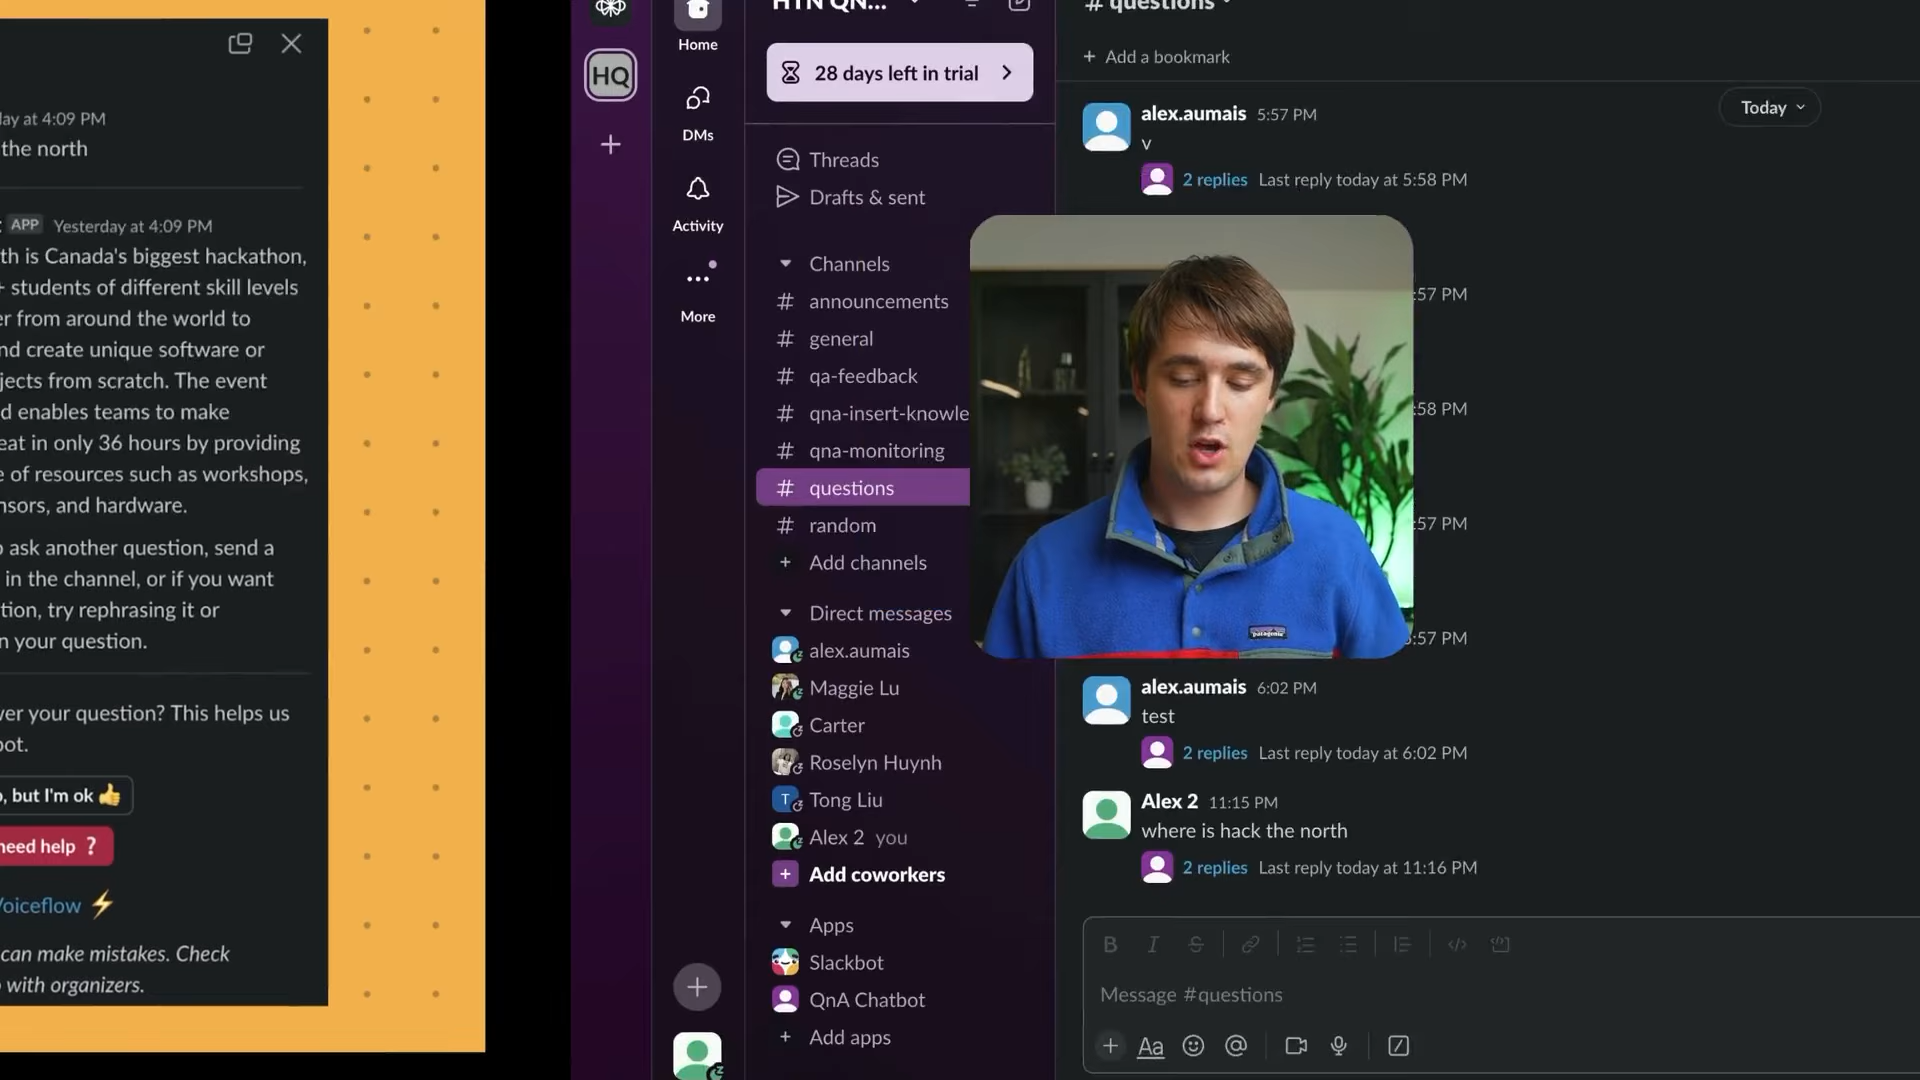 ay at 4:09 PM
the north
APP Yesterday at 4:09 PM
th is Canada's biggest hackathon,
+ students of different skill levels
er from around the world to
nd create unique software or
jects from scratch. The event
d enables teams to make
eat in only 36 hours by providing
e of resources such as workshops,
nsors, and hardware.
o ask another question, send a
in the channel, or if you want
tion, try rephrasing it or
n your question.
ver your question? This helps us
oot.
o, but I'm ok 👍
need help ❓
Voiceflow ⚡
can make mistakes. Check
o with organizers.
HQ
Home
DMs
Activity
More
HTN QN...
28 days left in trial
Threads
Drafts & sent
Channels
# announcements
# general
# qa-feedback
# qna-insert-knowle
# qna-monitoring
# questions
# random
+ Add channels
Direct messages
alex.aumais
Maggie Lu
Carter
Roselyn Huynh
T Tong Liu
Alex 2 you
+ Add coworkers
Apps
Slackbot
QnA Chatbot
+ Add apps
# questions
+ Add a bookmark
Today
alex.aumais 5:57 PM
v
2 replies Last reply today at 5:58 PM
:57 PM
:58 PM
:57 PM
patagonia
:57 PM
alex.aumais 6:02 PM
test
2 replies Last reply today at 6:02 PM
Alex 2 11:15 PM
where is hack the north
2 replies Last reply today at 11:16 PM
B I S
Message #questions
+ Aa